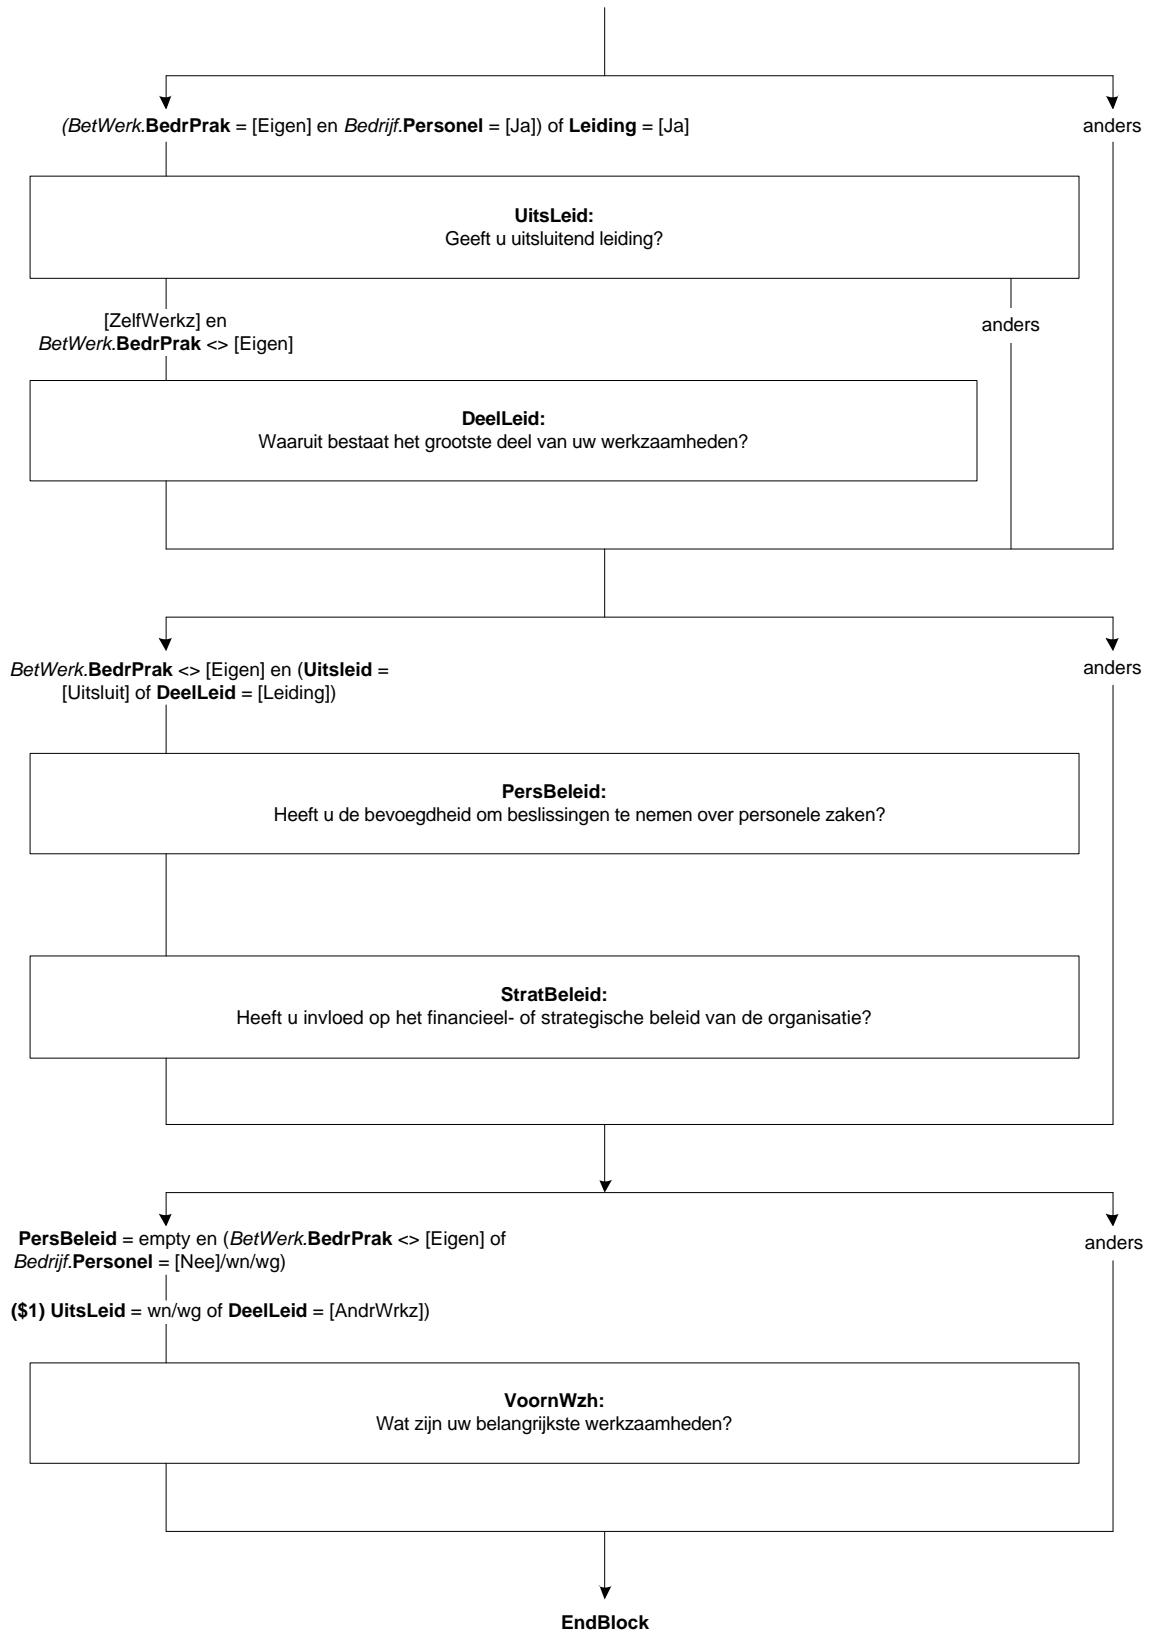 (BetWerk.BedrPrak = [Eigen] en Bedrijf.Personel = [Ja]) of Leiding = [Ja]
anders
UitsLeid:
Geeft u uitsluitend leiding?
[ZelfWerkz] en
BetWerk.BedrPrak <> [Eigen]
anders
DeelLeid:
Waaruit bestaat het grootste deel van uw werkzaamheden?
BetWerk.BedrPrak <> [Eigen] en (Uitsleid =
[Uitsluit] of DeelLeid = [Leiding])
anders
PersBeleid:
Heeft u de bevoegdheid om beslissingen te nemen over personele zaken?
StratBeleid:
Heeft u invloed op het financieel- of strategische beleid van de organisatie?
PersBeleid = empty en (BetWerk.BedrPrak <> [Eigen] of
Bedrijf.Personel = [Nee]/wn/wg)
anders
($1) UitsLeid = wn/wg of DeelLeid = [AndrWrkz])
VoornWzh:
Wat zijn uw belangrijkste werkzaamheden?
EndBlock